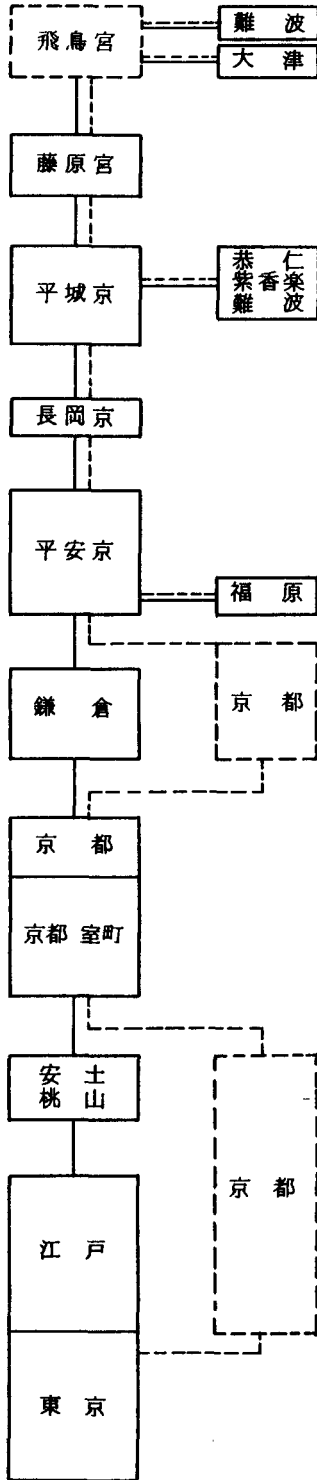 飛鳥宮
難波
大津
藤原宮
平城京
恭仁
紫香楽
難波
長岡京
平安京
福原
鎌倉
京都
京都
京都 室町
安土
桃山
京都
江戸
東京